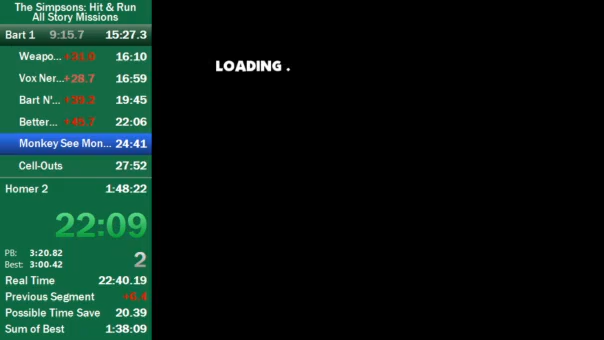 The Simpsons: Hit & Run
All Story Missions
Bart 1 9:15.7 15:27.3
Weapo... +31.0 16:10
Vox Ner... +28.7 16:59
Bart N'... +39.2 19:45
Better... +45.7 22:06
Monkey See Mon... 24:41
Cell-Outs 27:52
Homer 2 1:48:22
22:09
PB: 3:20.82
Best: 3:00.42
2
Real Time 22:40.19
Previous Segment +6.4
Possible Time Save 20.39
Sum of Best 1:38:09
LOADING .